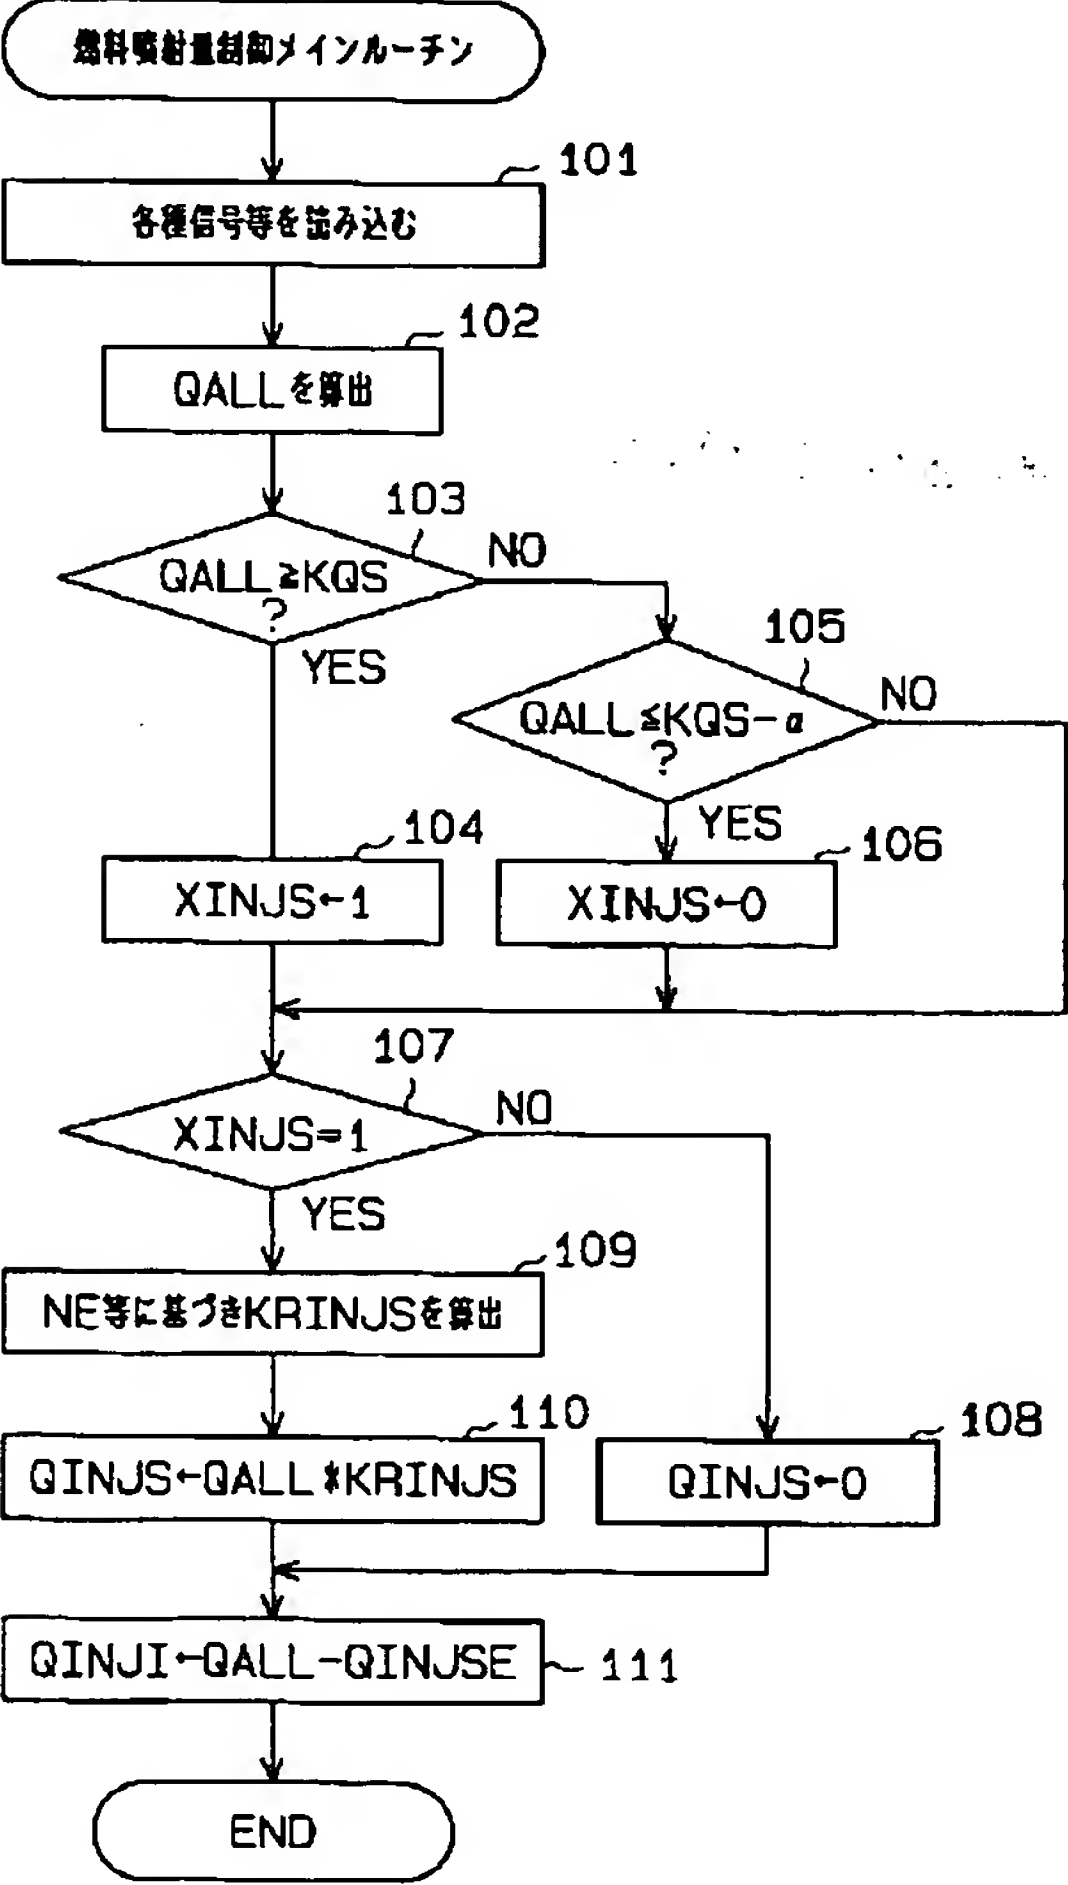 燃料噴射量制御メインルーチン
101
各種信号等を読み込む
102
QALLを算出
103
QALL≧KQS
?
NO
YES
105
QALL≦KQS-α
?
NO
YES
104
XINJS←1
106
XINJS←0
107
XINJS=1
NO
YES
109
NE等に基づきKRINJSを算出
110
QINJS←QALL*KRINJS
108
QINJS←0
QINJI←QALL-QINJSE
111
END